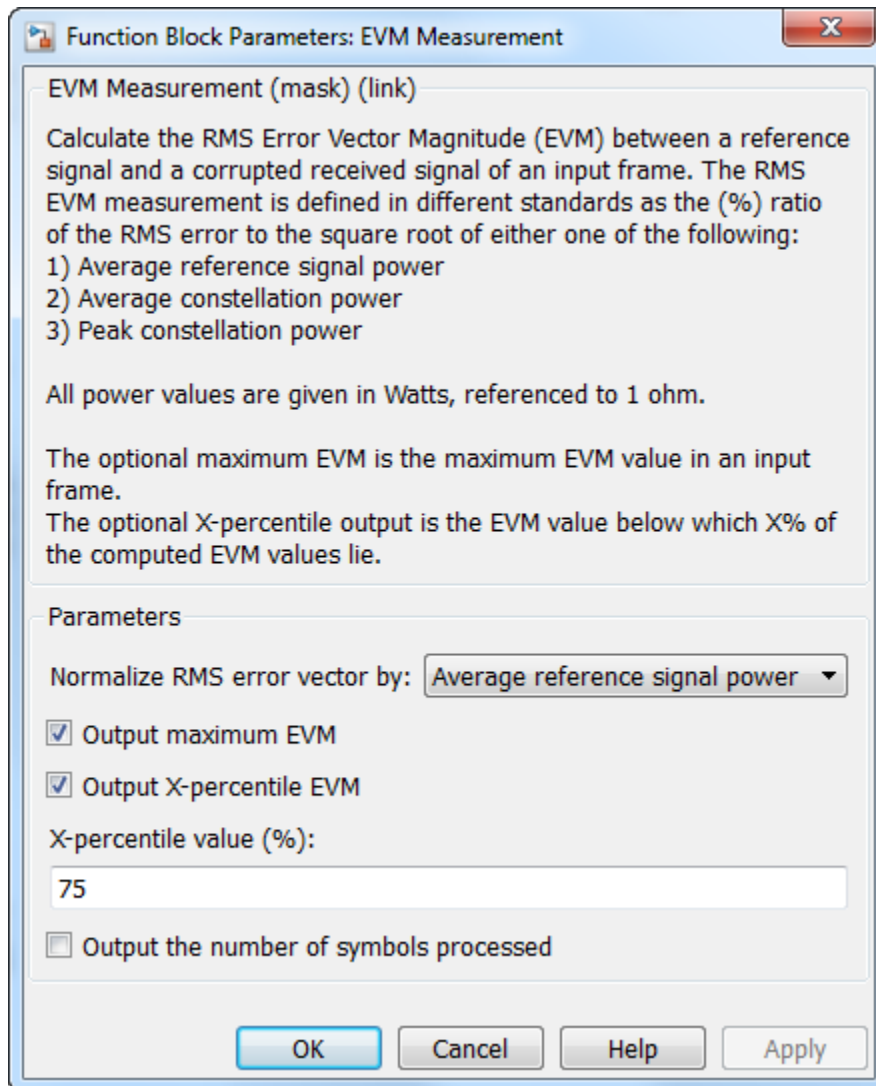 Function Block Parameters: EVM Measurement
EVM Measurement (mask) (link)
Calculate the RMS Error Vector Magnitude (EVM) between a reference
signal and a corrupted received signal of an input frame. The RMS
EVM measurement is defined in different standards as the (%) ratio
of the RMS error to the square root of either one of the following:
1) Average reference signal power
2) Average constellation power
3) Peak constellation power
All power values are given in Watts, referenced to 1 ohm.
The optional maximum EVM is the maximum EVM value in an input
frame.
The optional X-percentile output is the EVM value below which X% of
the computed EVM values lie.
Parameters
Normalize RMS error vector by: Average reference signal power
Output maximum EVM
Output X-percentile EVM
X-percentile value (%):
75
Output the number of symbols processed
OK Cancel Help Apply